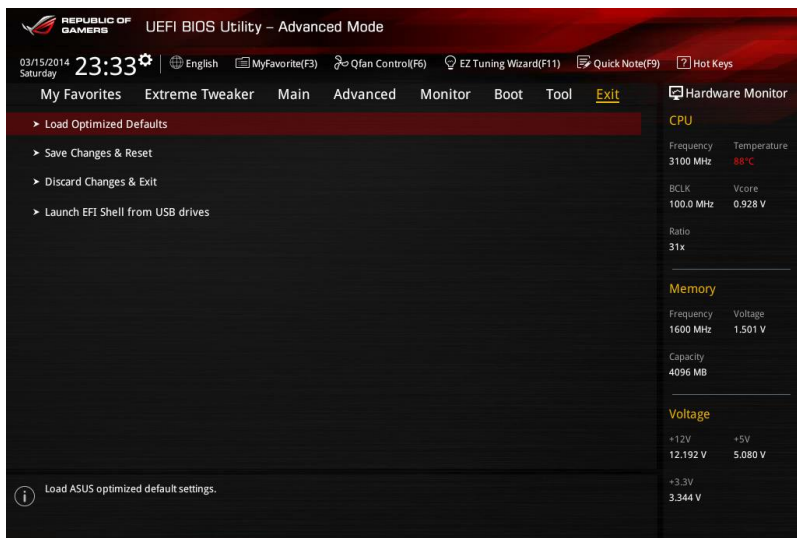 REPUBLIC OF
GAMERS
UEFI BIOS Utility – Advanced Mode
03/15/2014
Saturday
23:33
English
MyFavorite(F3)
Qfan Control(F6)
EZ Tuning Wizard(F11)
Quick Note(F9)
? Hot Keys
My Favorites Extreme Tweaker Main Advanced Monitor Boot Tool Exit
Load Optimized Defaults
Save Changes & Reset
Discard Changes & Exit
Launch EFI Shell from USB drives
Load ASUS optimized default settings.
Hardware Monitor
CPU
Frequency Temperature
3100 MHz 88°C
BCLK Vcore
100.0 MHz 0.928 V
Ratio
31x
Memory
Frequency Voltage
1600 MHz 1.501 V
Capacity
4096 MB
Voltage
+12V +5V
12.192 V 5.080 V
+3.3V
3.344 V